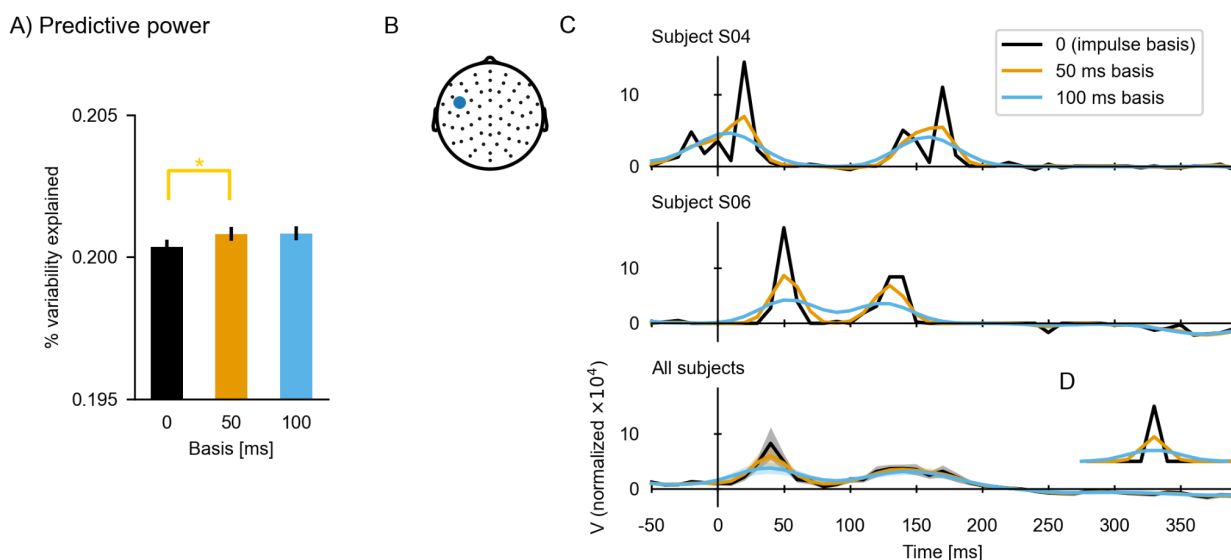 A) Predictive power
B
C
Subject S04
0 (impulse basis)
50 ms basis
100 ms basis
10
0
0.205
*
0.200
0.195
% variability explained
0
50
100
Basis [ms]
Subject S06
10
0
All subjects
D
10
0
V (normalized ×10⁴)
-50
0
50
100
150
200
250
300
350
Time [ms]